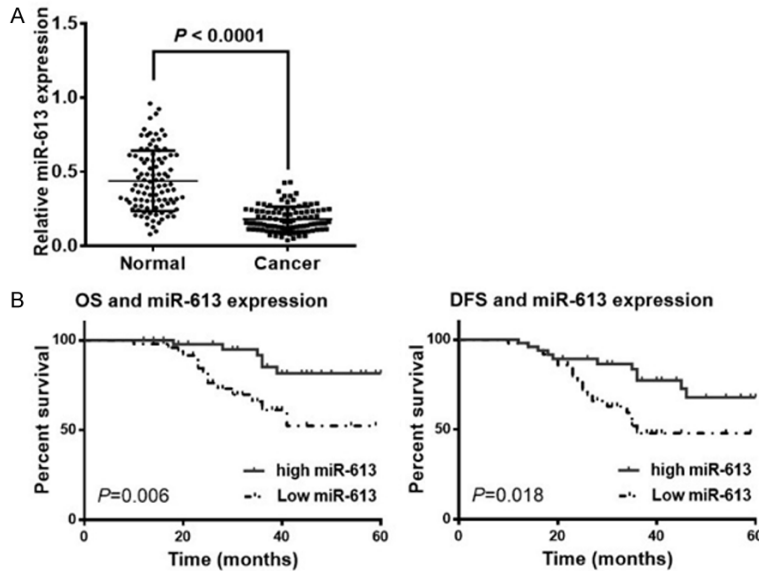 A
Relative miR-613 expression
1.5
1.0
0.5
0.0
P < 0.0001
Normal
Cancer
B
OS and miR-613 expression
Percent survival
100
50
0
high miR-613
Low miR-613
P=0.006
0
20
40
60
Time (months)
DFS and miR-613 expression
Percent survival
100
50
0
high miR-613
Low miR-613
P=0.018
0
20
40
60
Time (months)